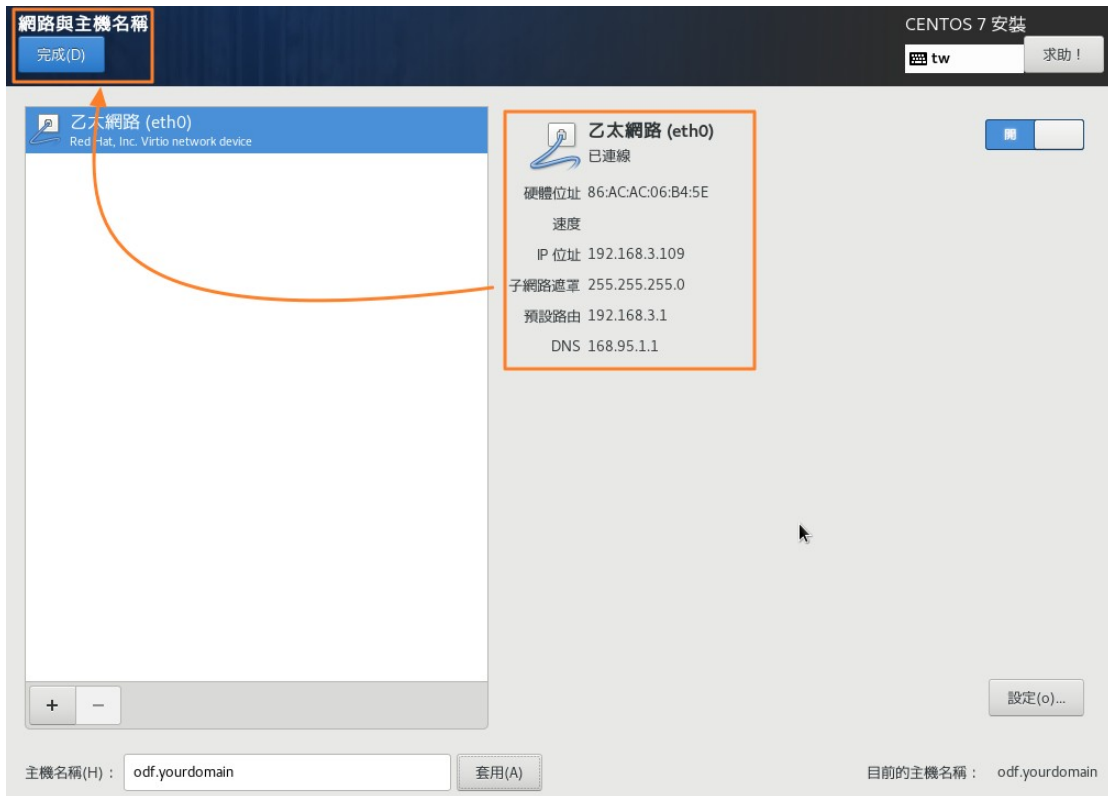 網路與主機名稱
完成(D)
CENTOS 7 安裝
tw
求助！
乙太網路 (eth0)
Red Hat, Inc. Virtio network device
乙太網路 (eth0)
已連線
開
硬體位址 86:AC:AC:06:B4:5E
速度
IP 位址 192.168.3.109
子網路遮罩 255.255.255.0
預設路由 192.168.3.1
DNS 168.95.1.1
+ −
設定(o)...
主機名稱(H)： odf.yourdomain 套用(A)
目前的主機名稱： odf.yourdomain